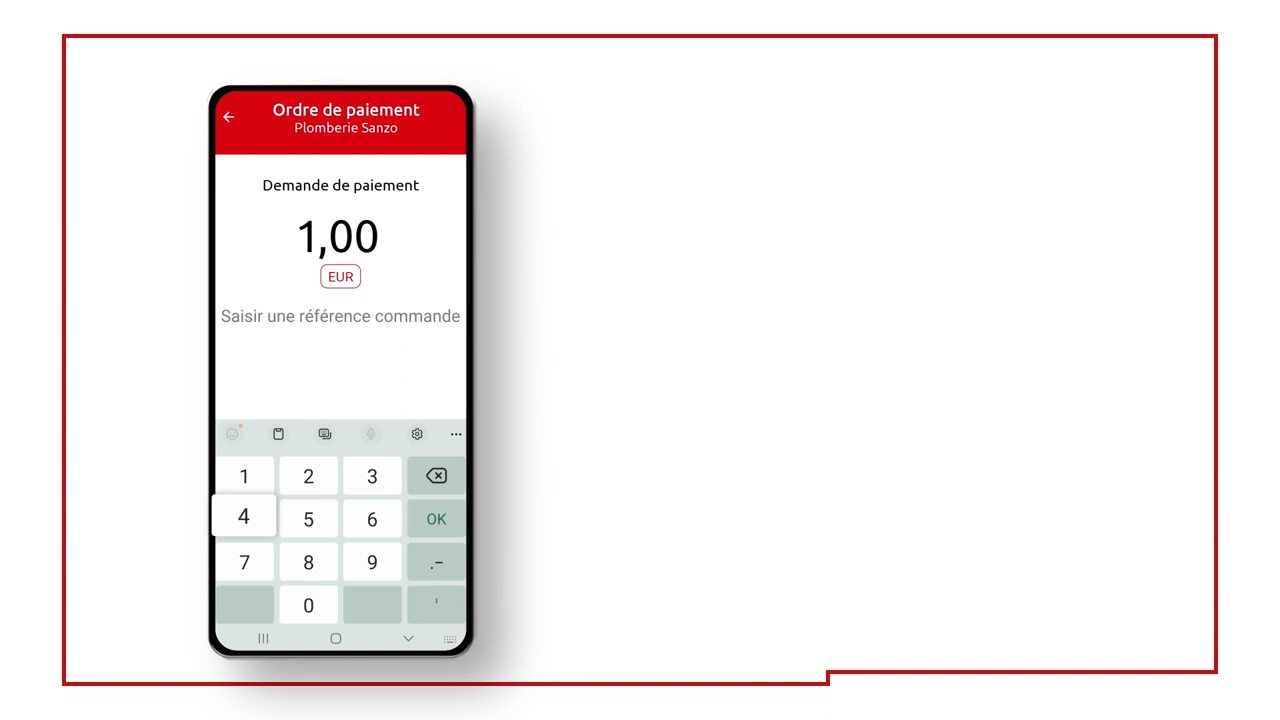 Ordre de paiement
Plomberie Sanzo
Demande de paiement
1,00
EUR
Saisir une référence commande
1 2 3
4 5 6 OK
7 8 9 .-
0 '